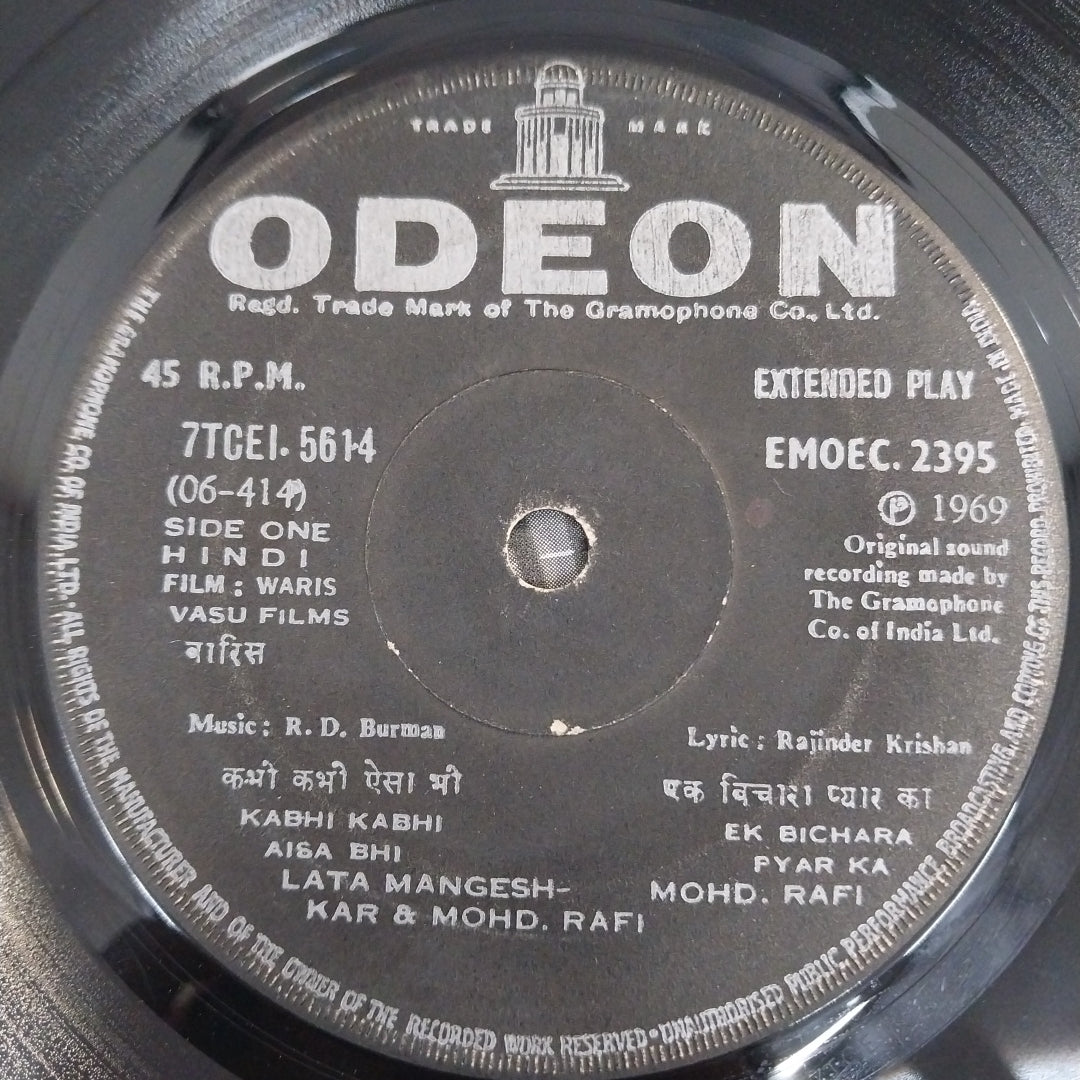 TRADE MARK
ODEON
Regd. Trade Mark of The Gramophone Co., Ltd.
45 R.P.M.
EXTENDED PLAY
7TCEI. 5614
EMOEC. 2395
(06-414)
℗ 1969
SIDE ONE
HINDI
FILM : WARIS
VASU FILMS
वारिस
Original sound
recording made by
The Gramophone
Co. of India Ltd.
Music : R. D. Burman
Lyric : Rajinder Krishan
कभी कभी ऐसा भी
KABHI KABHI
AISA BHI
LATA MANGESH-
KAR & MOHD. RAFI
एक विचारा प्यार का
EK BICHARA
PYAR KA
MOHD. RAFI
THE GRAMOPHONE CO. OF INDIA, LTD. ALL RIGHTS OF THE MANUFACTURER AND OF THE OWNER OF THE RECORDED WORK RESERVED • UNAUTHORISED PUBLIC PERFORMANCE, BROADCASTING, AND COPYING OF THIS RECORD PROHIBITED. MADE IN INDIA.